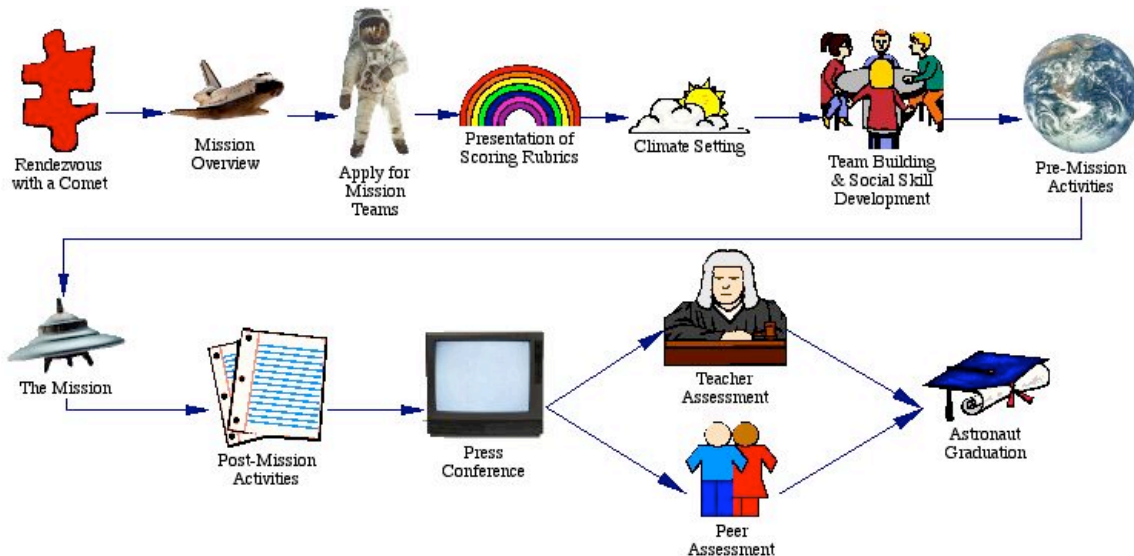 Rendezvous
with a Comet
Mission
Overview
Apply for
Mission
Teams
Presentation of
Scoring Rubrics
Climate Setting
Team Building
& Social Skill
Development
Pre-Mission
Activities
The Mission
Post-Mission
Activities
Press
Conference
Teacher
Assessment
Peer
Assessment
Astronaut
Graduation